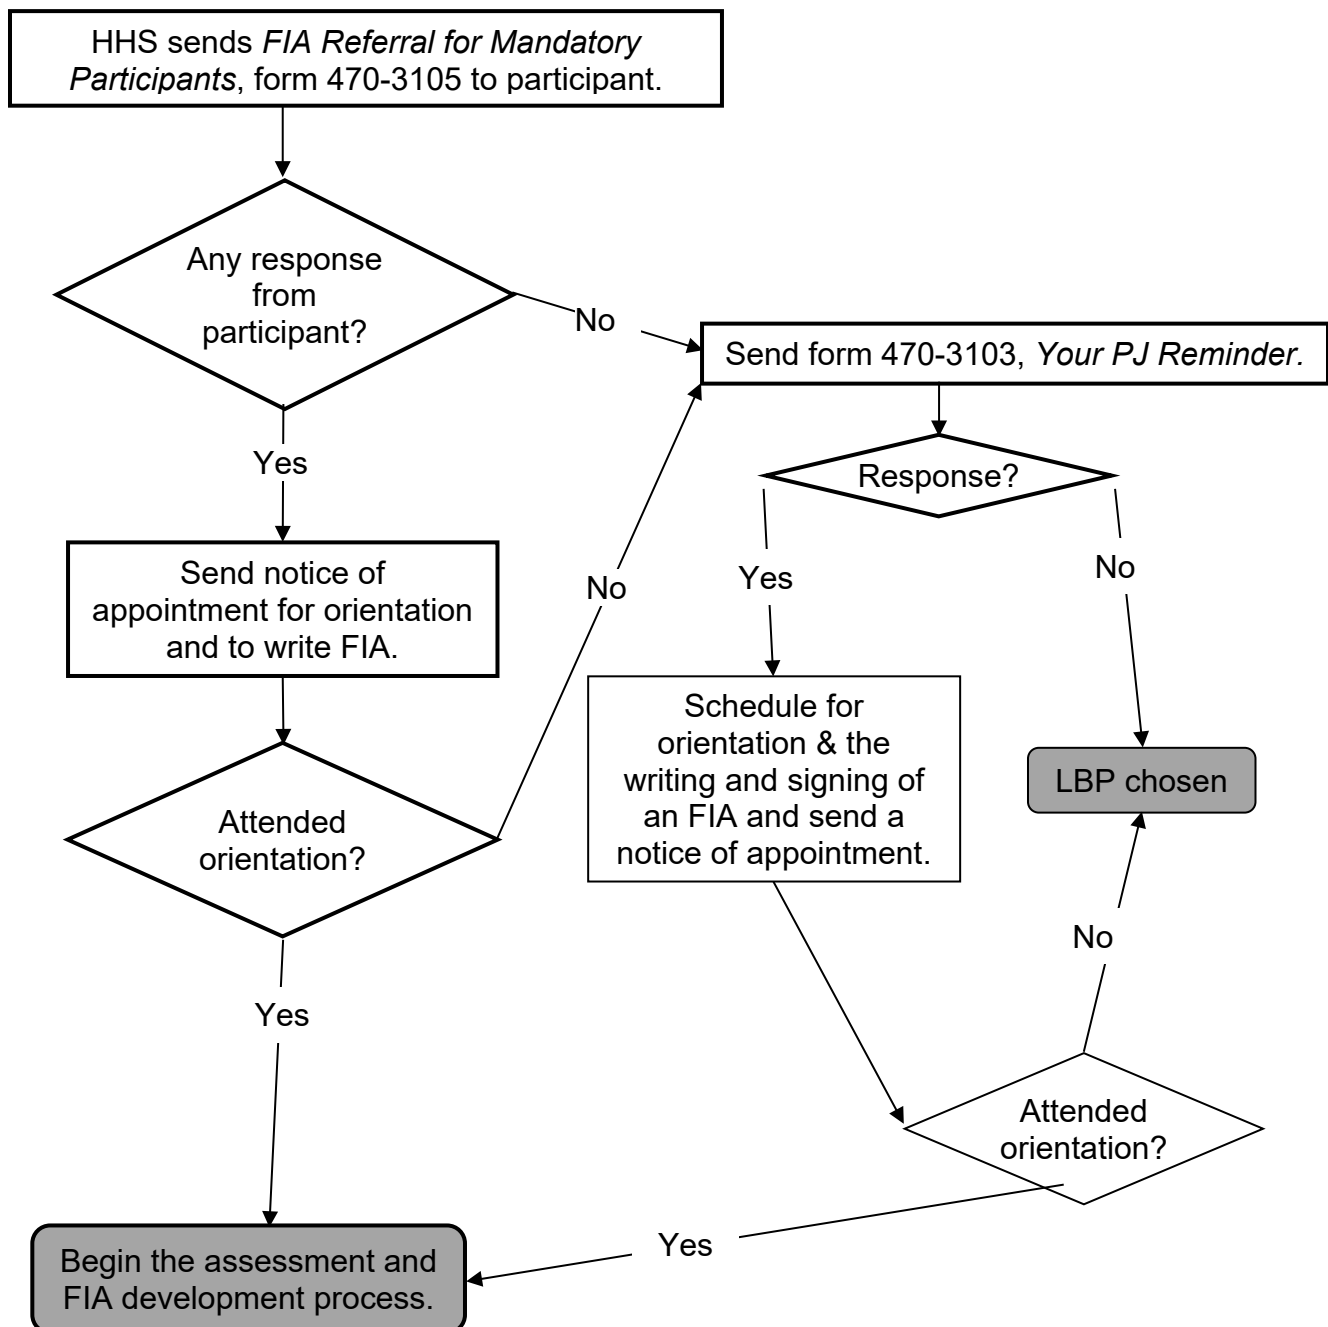 HHS sends FIA Referral for Mandatory
Participants, form 470-3105 to participant.
Any response
from
participant?
No
Send form 470-3103, Your PJ Reminder.
Yes
Response?
Send notice of
appointment for orientation
and to write FIA.
No
Yes
No
Schedule for
orientation & the
writing and signing of
an FIA and send a
notice of appointment.
LBP chosen
Attended
orientation?
No
Yes
Attended
orientation?
Yes
Begin the assessment and
FIA development process.